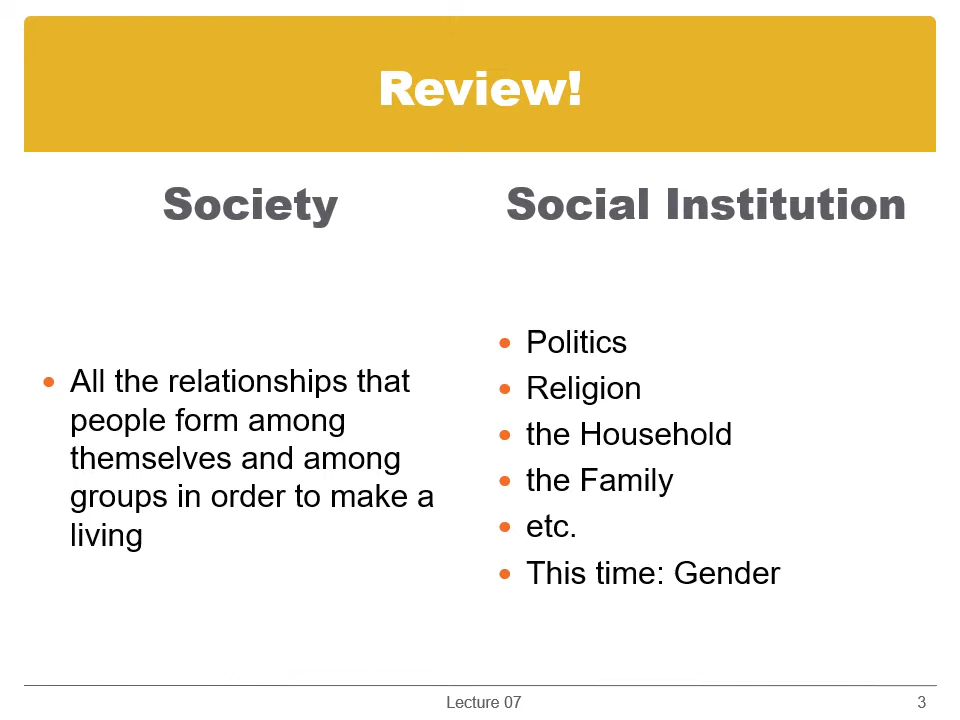 Review!
Society
All the relationships that
people form among
themselves and among
groups in order to make a
living
Social Institution
Politics
Religion
the Household
the Family
etc.
This time: Gender
Lecture 07
3